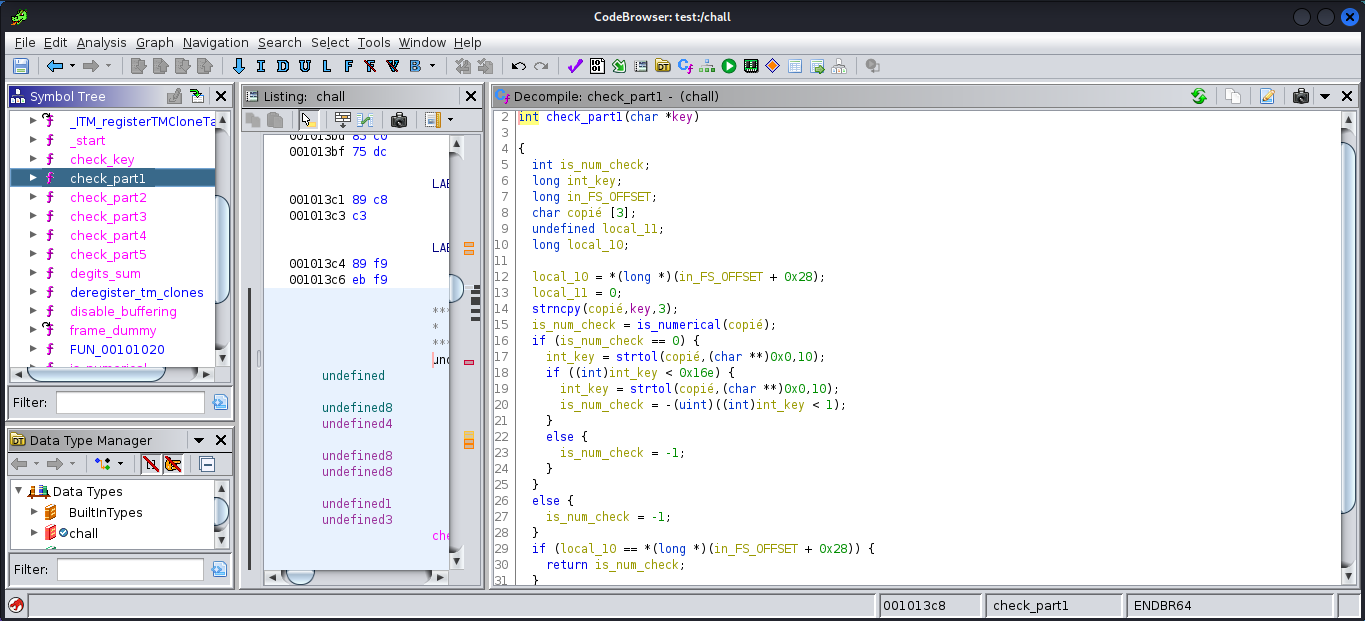 CodeBrowser: test:/chall
File Edit Analysis Graph Navigation Search Select Tools Window Help
I D U L F B
Symbol Tree
_ITM_registerTMCloneTa
_start
check_key
check_part1
check_part2
check_part3
check_part4
check_part5
degits_sum
deregister_tm_clones
disable_buffering
frame_dummy
FUN_00101020
Filter:
Data Type Manager
Data Types
BuiltInTypes
chall
Filter:
Listing: chall
001013bd 85 c0
001013bf 75 dc
LAB
001013c1 89 c8
001013c3 c3
LAB
001013c4 89 f9
001013c6 eb f9
***
*
***
und
undefined
undefined8
undefined4
undefined8
undefined8
undefined1
undefined3
che
Decompile: check_part1 - (chall)
2 int check_part1(char *key)
3
4 {
5 int is_num_check;
6 long int_key;
7 long in_FS_OFFSET;
8 char copié [3];
9 undefined local_11;
10 long local_10;
11
12 local_10 = *(long *)(in_FS_OFFSET + 0x28);
13 local_11 = 0;
14 strncpy(copié,key,3);
15 is_num_check = is_numerical(copié);
16 if (is_num_check == 0) {
17 int_key = strtol(copié,(char **)0x0,10);
18 if ((int)int_key < 0x16e) {
19 int_key = strtol(copié,(char **)0x0,10);
20 is_num_check = -(uint)((int)int_key < 1);
21 }
22 else {
23 is_num_check = -1;
24 }
25 }
26 else {
27 is_num_check = -1;
28 }
29 if (local_10 == *(long *)(in_FS_OFFSET + 0x28)) {
30 return is_num_check;
31 }
001013c8
check_part1
ENDBR64